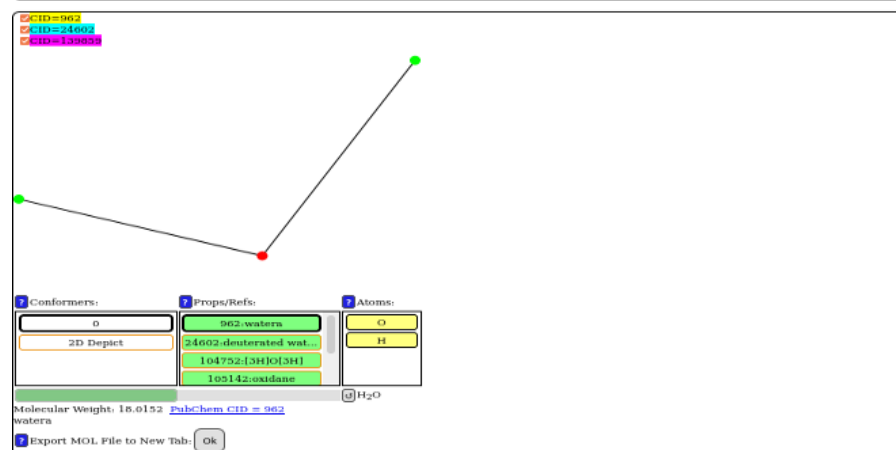 CID=962
CID=24602
CID=139859
? Conformers: ? Props/Refs: ? Atoms:
0 962:watera O
2D Depict 24602:deuterated wat... H
104752:[3H]O[3H]
105142:oxidane
↺ H₂O
Molecular Weight: 18.0152 PubChem CID = 962
watera
? Export MOL File to New Tab: Ok